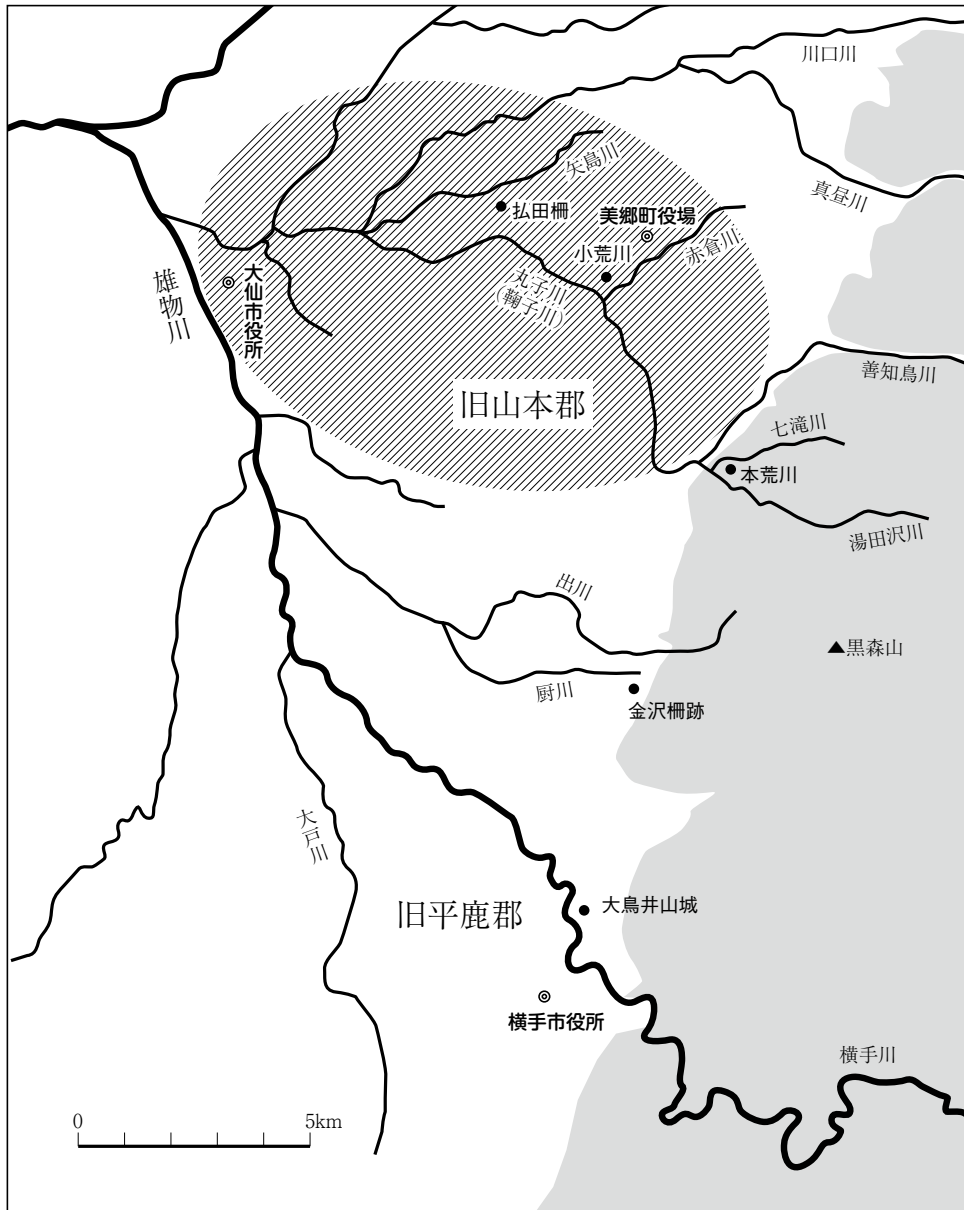 川口川
矢島川
真昼川
払田柵
美郷町役場
小荒川
赤倉川
丸子川
(鞠子川)
雄物川
大仙市役所
旧山本郡
善知鳥川
七滝川
本荒川
湯田沢川
出川
黒森山
厨川
金沢柵跡
大戸川
大鳥井山城
旧平鹿郡
横手市役所
横手川
0 5km